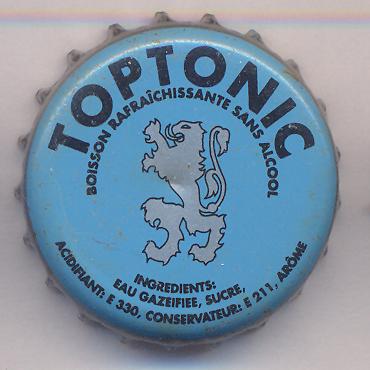 TOPTONIC
BOISSON RAFRAÎCHISSANTE SANS ALCOOL
INGREDIENTS:
EAU GAZEIFIEE, SUCRE,
ACIDIFIANT: E 330, CONSERVATEUR: E 211, ARÔME